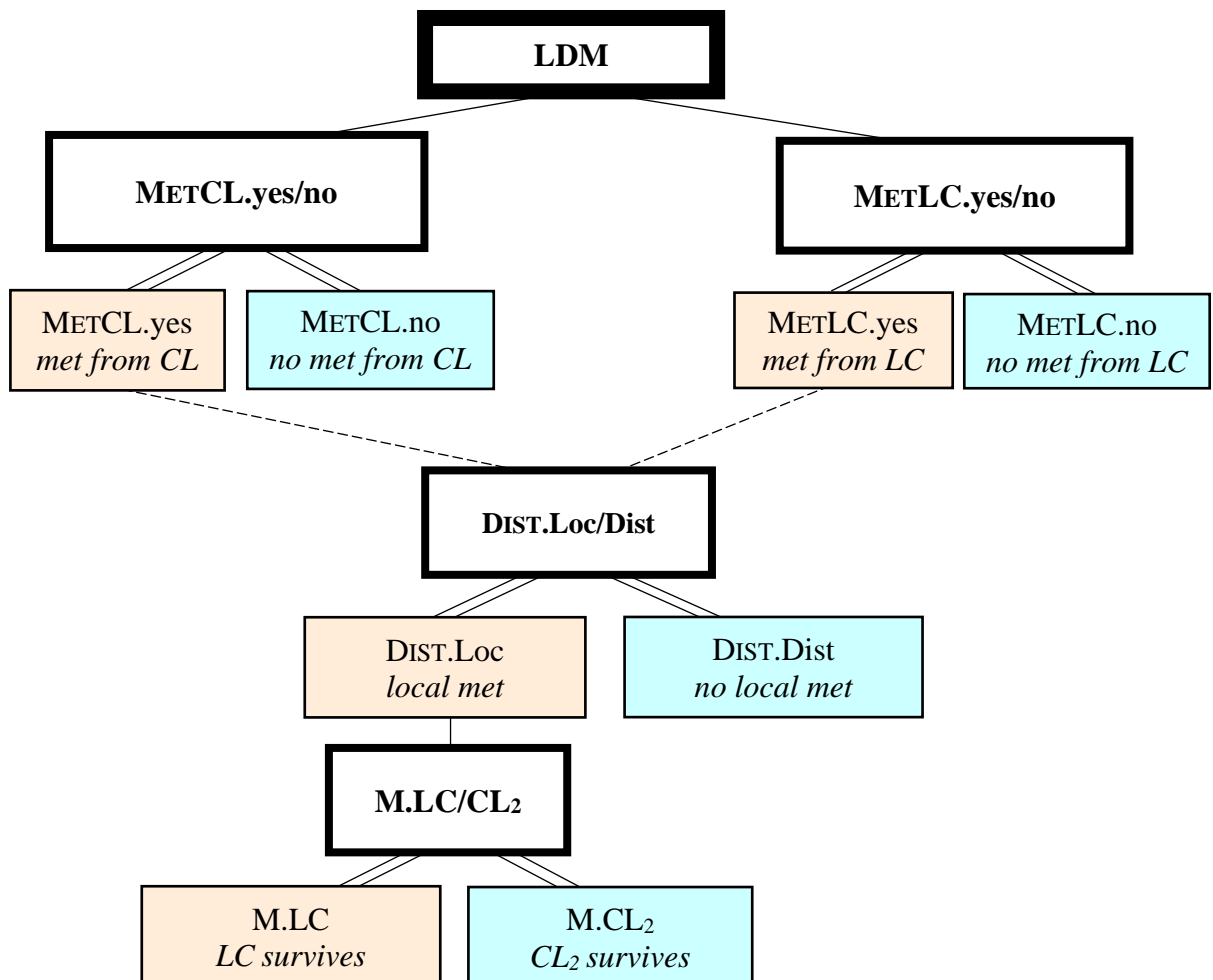 LDM
METCL.yes/no
METLC.yes/no
METCL.yes
met from CL
METCL.no
no met from CL
METLC.yes
met from LC
METLC.no
no met from LC
DIST.Loc/Dist
DIST.Loc
local met
DIST.Dist
no local met
M.LC/CL₂
M.LC
LC survives
M.CL₂
CL₂ survives